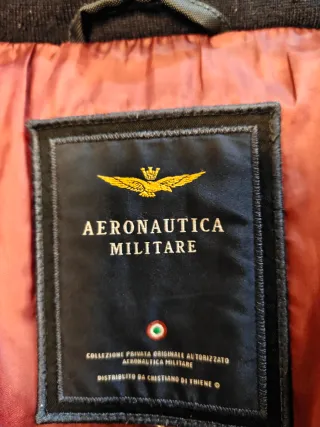 AERONAUTICA
MILITARE
COLLEZIONE PRIVATA ORIGINALE AUTORIZZATO
AERONAUTICA MILITARE
DISTRIBUITO DA CRISTIANO DI THIENE ©